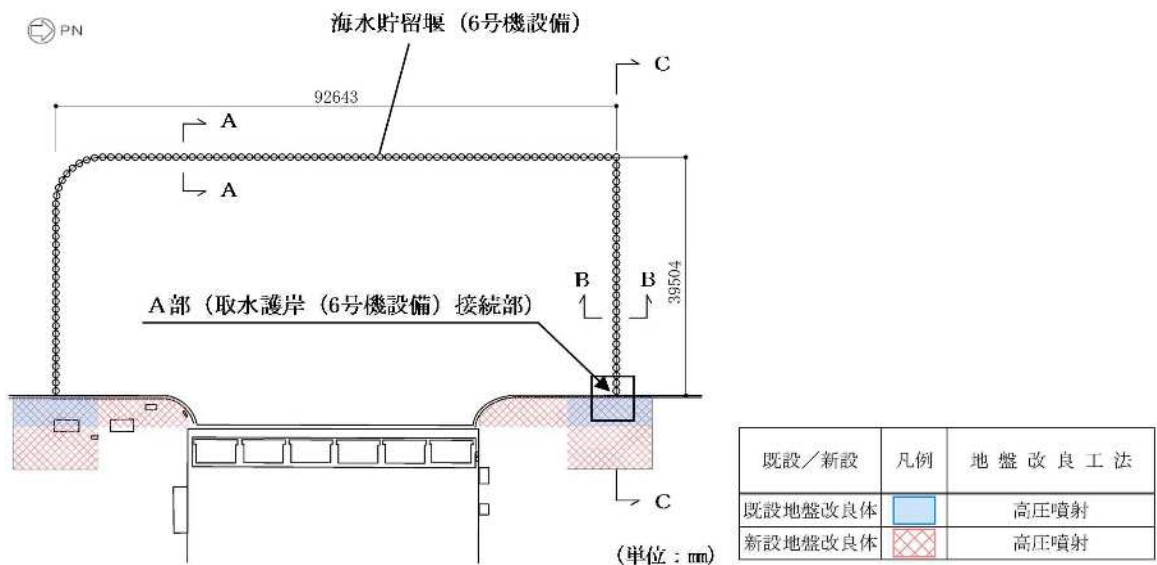 PN
海水貯留堰（6号機設備）
C
92643
A
A
39504
B B
A部（取水護岸（6号機設備）接続部）
C
（単位：mm）
既設／新設 凡例 地盤改良工法
既設地盤改良体 高圧噴射
新設地盤改良体 高圧噴射